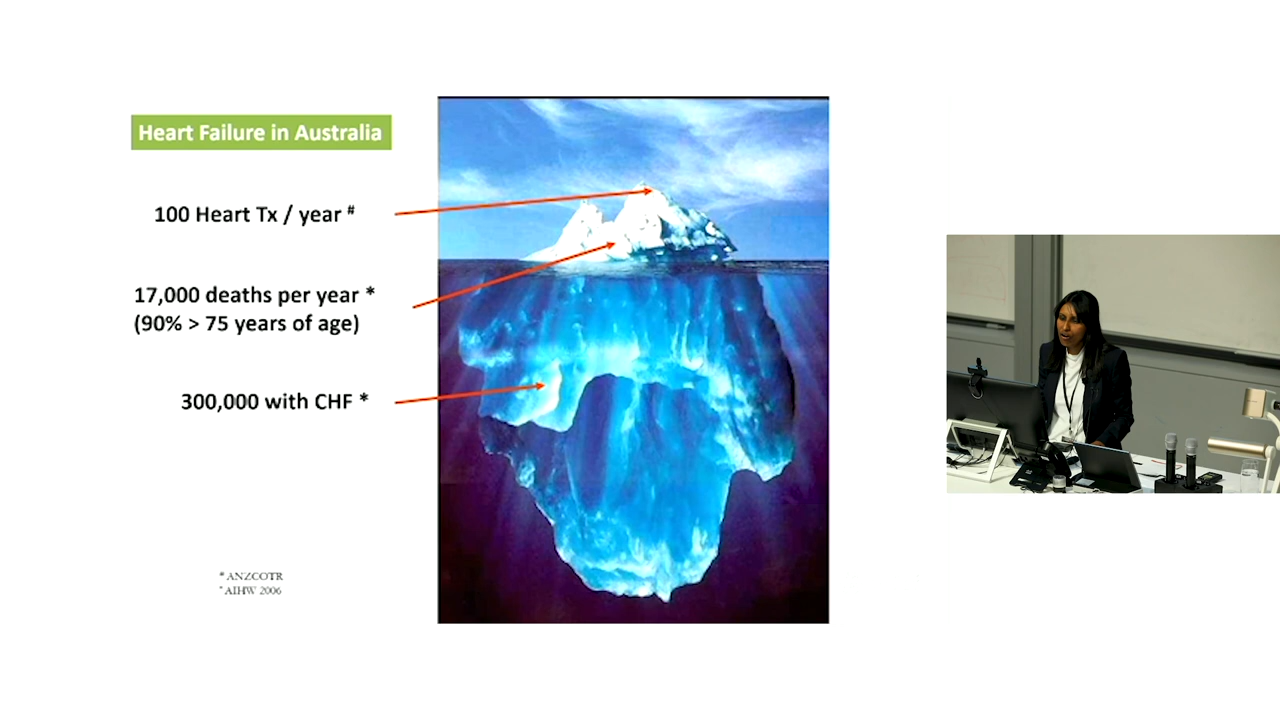 Heart Failure in Australia
100 Heart Tx / year #
17,000 deaths per year *
(90% > 75 years of age)
300,000 with CHF *
# ANZCOTR
* AIHW 2006